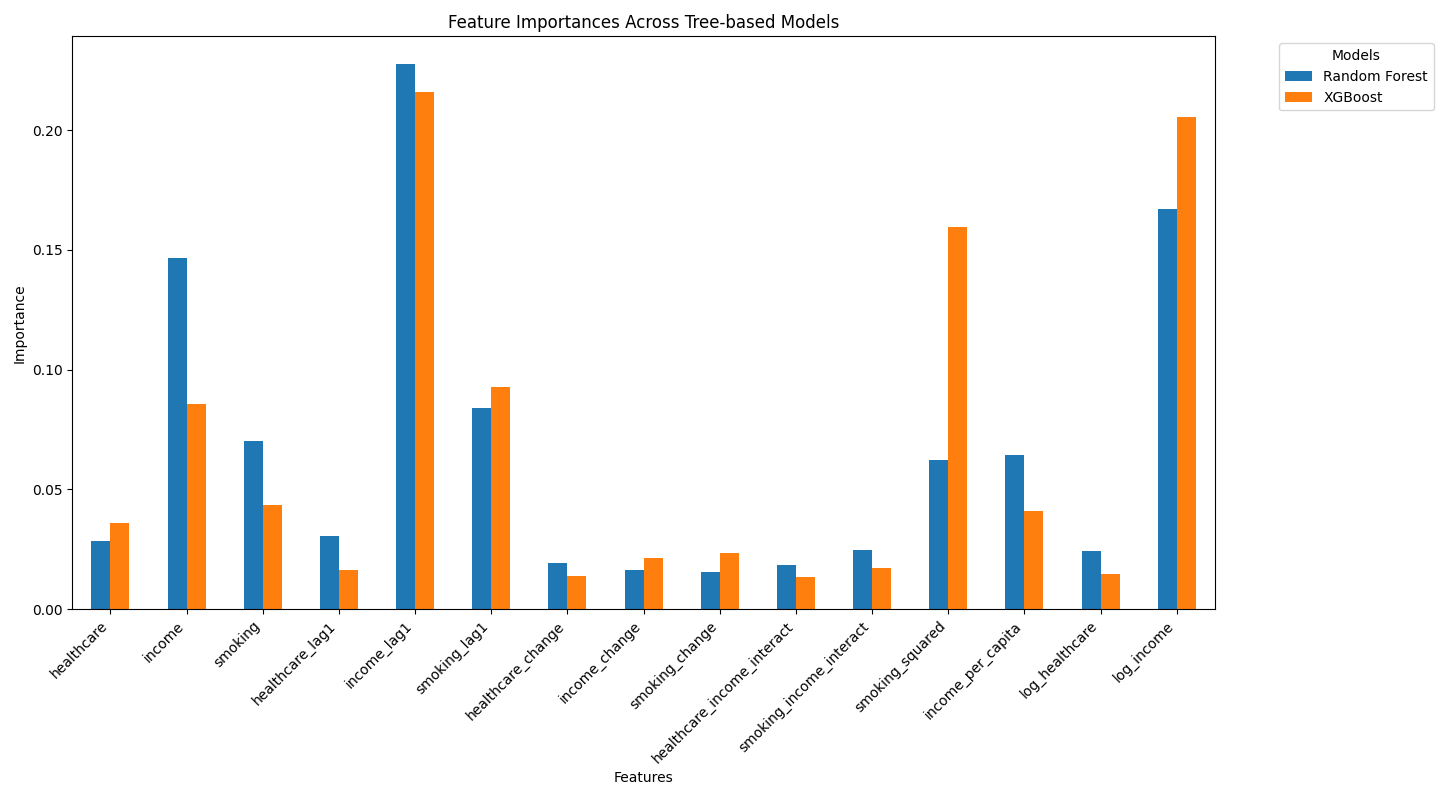 Feature Importances Across Tree-based Models
Models
Random Forest
XGBoost
Importance
0.20
0.15
0.10
0.05
0.00
healthcare
income
smoking
healthcare_lag1
income_lag1
smoking_lag1
healthcare_change
income_change
smoking_change
healthcare_income_interact
smoking_income_interact
smoking_squared
income_per_capita
log_healthcare
log_income
Features